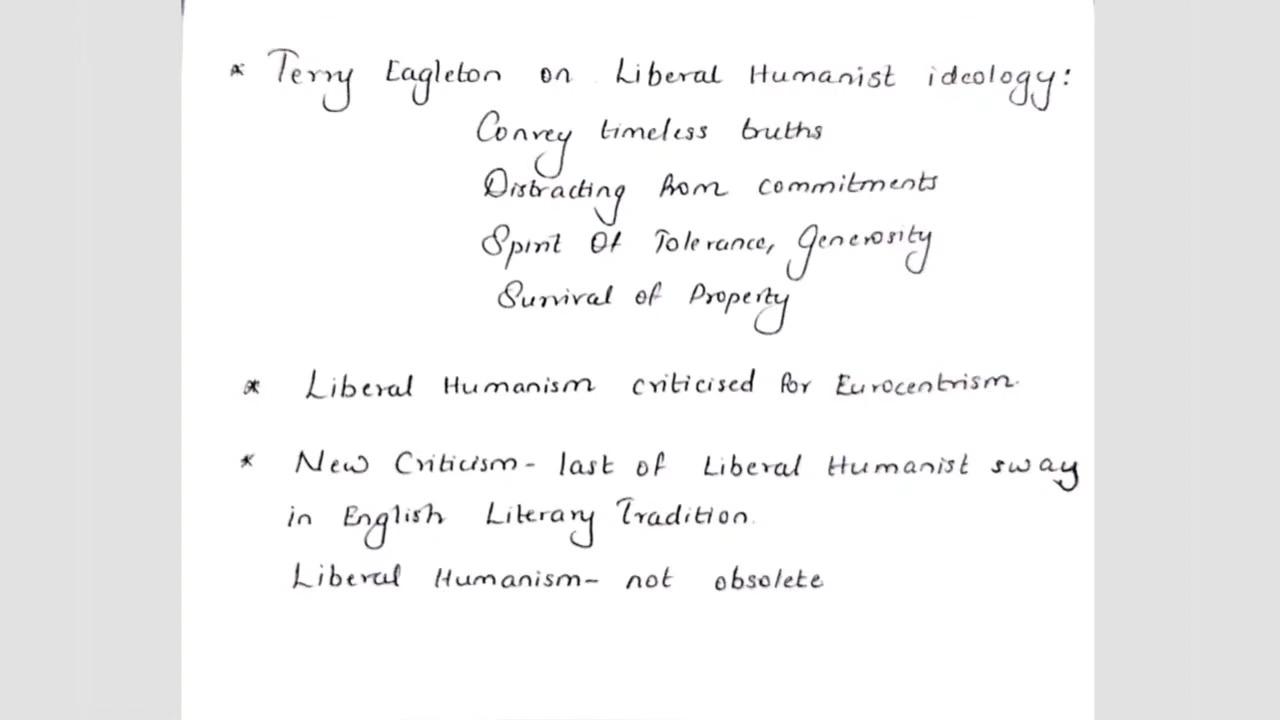 * Terry Eagleton on Liberal Humanist ideology:
Convey timeless truths
Distracting from commitments
Spirit Of Tolerance, Generosity
Survival of Property
* Liberal Humanism criticised for Eurocentrism.
* New Criticism - last of Liberal Humanist sway
in English Literary Tradition.
Liberal Humanism - not obsolete